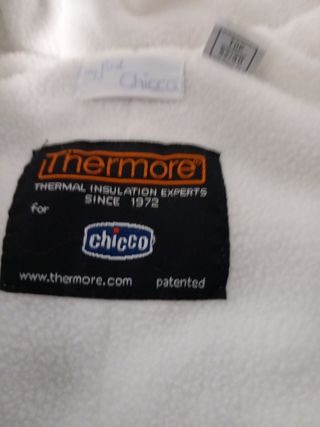 Chicco
Thermore
THERMAL INSULATION EXPERTS
SINCE 1972
for
chicco
www.thermore.com patented